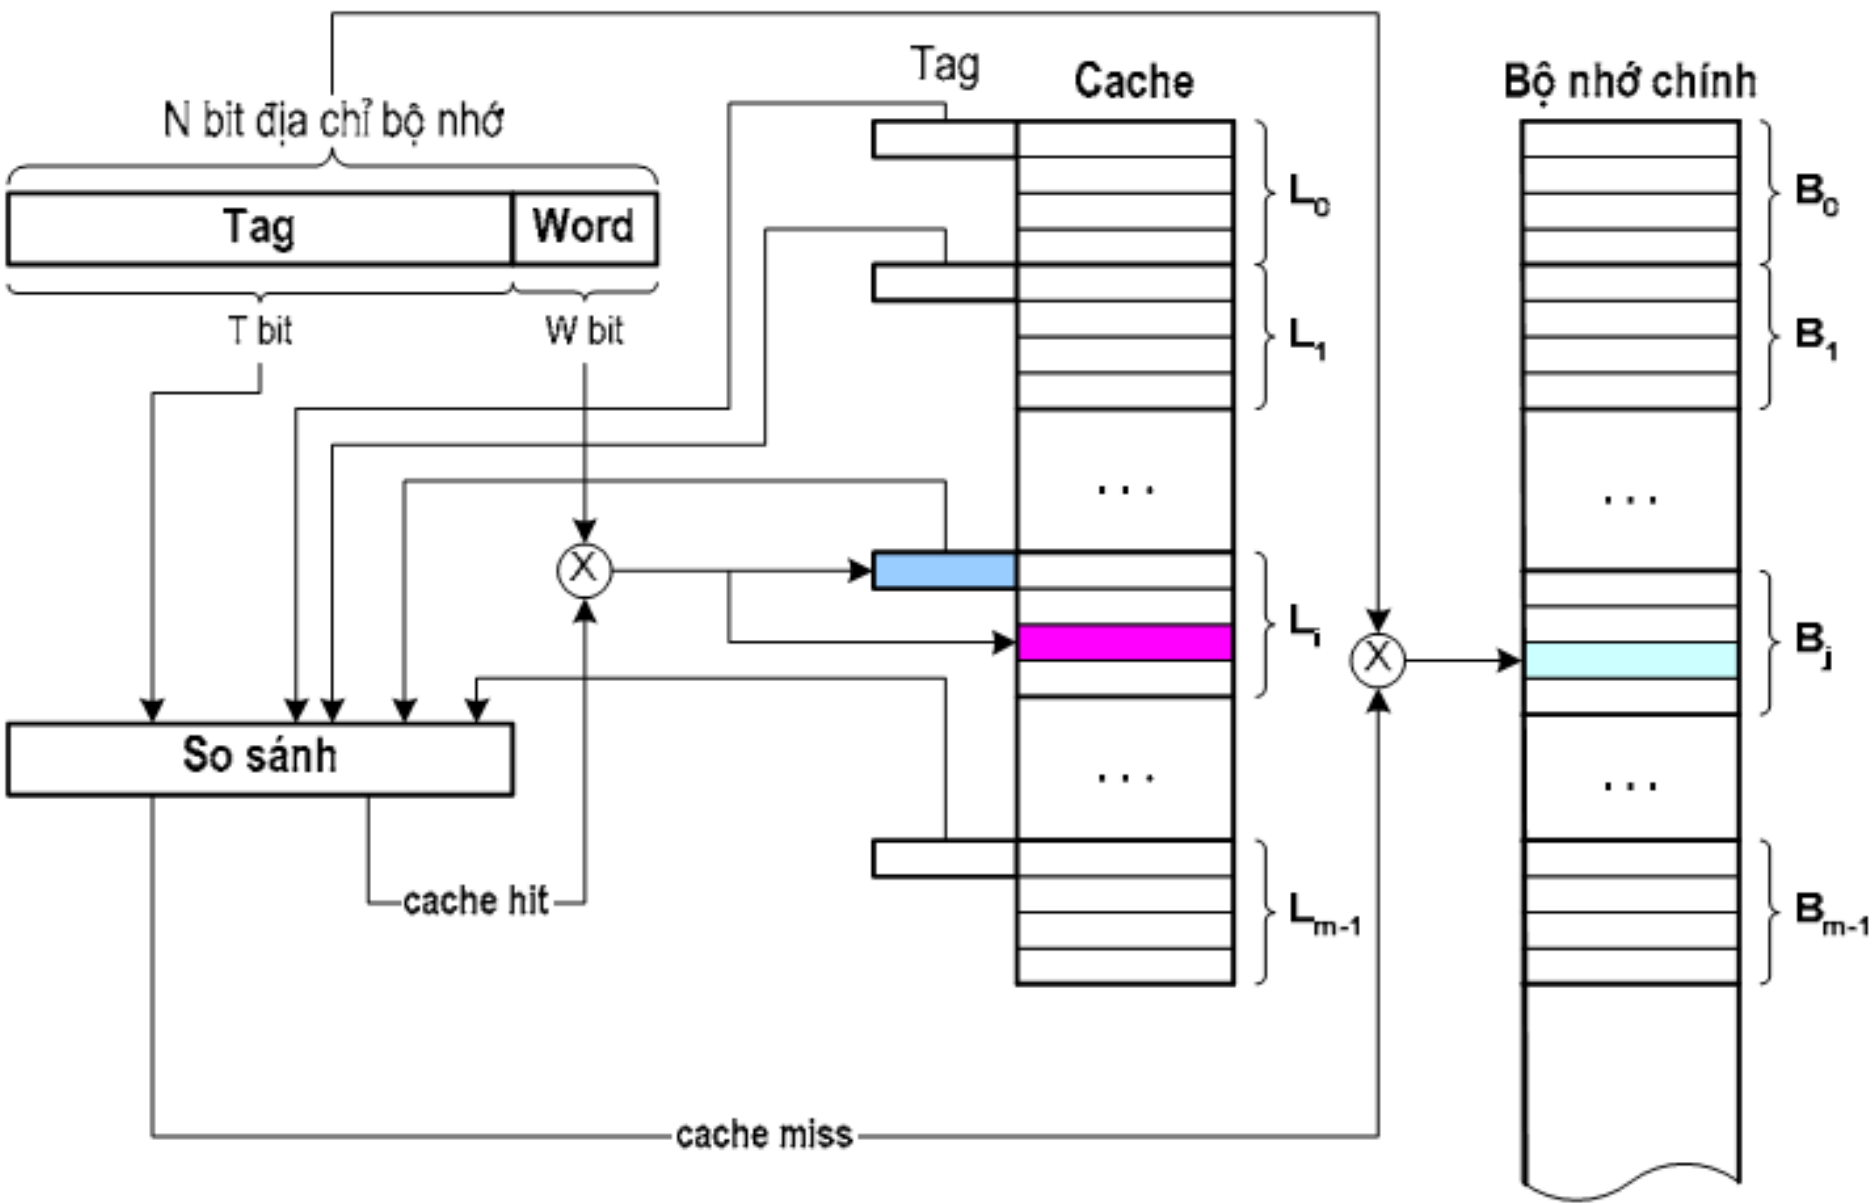 Tag
Cache
Bộ nhớ chính
N bit địa chỉ bộ nhớ
Tag
Word
T bit
W bit
L0
B0
L1
B1
...
...
X
Li
X
Bj
So sánh
...
...
cache hit
Lm-1
Bm-1
cache miss